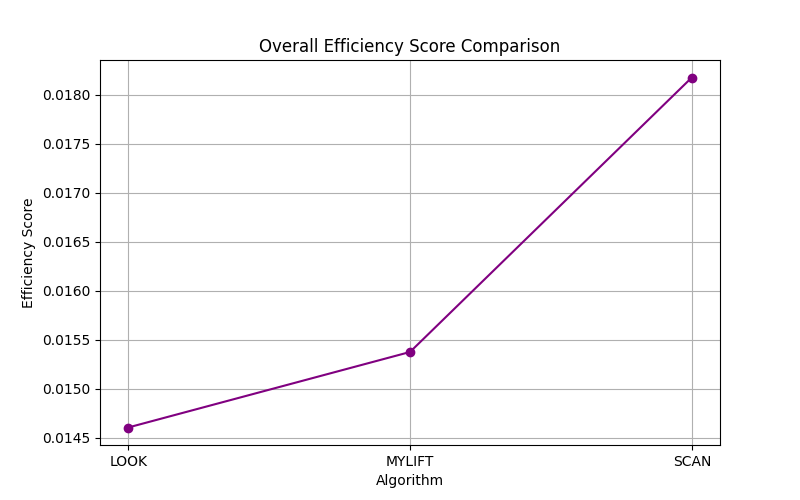 Overall Efficiency Score Comparison
Efficiency Score
0.0180
0.0175
0.0170
0.0165
0.0160
0.0155
0.0150
0.0145
LOOK MYLIFT SCAN
Algorithm